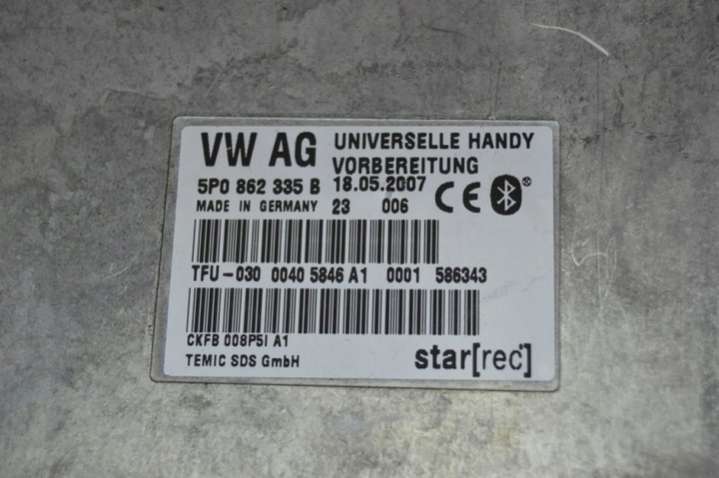 VW AG UNIVERSELLE HANDY
VORBEREITUNG
5P0 862 335 B 18.05.2007
MADE IN GERMANY 23 006 CE ®
TFU-030 0040 5846 A1 0001 586343
CKFB 008P5I A1
TEMIC SDS GmbH star[rec]